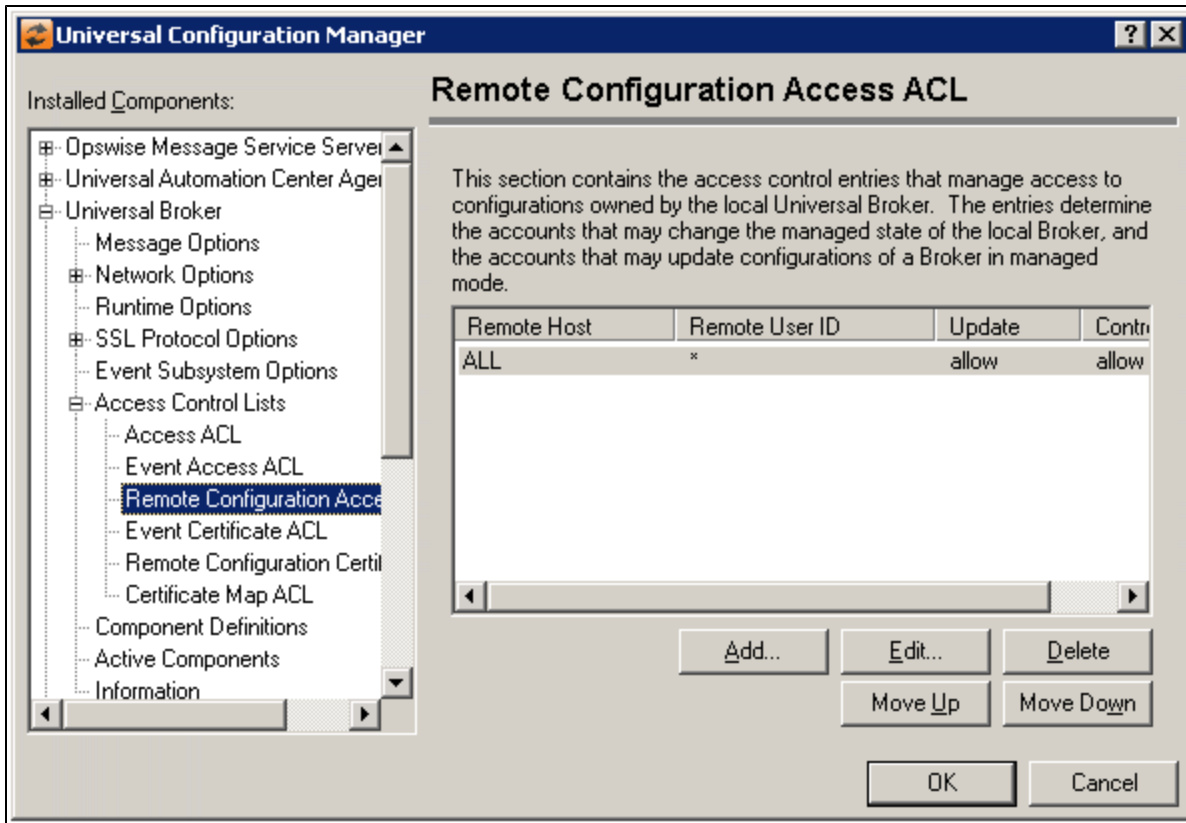 Universal Configuration Manager
Installed Components:
Opswise Message Service Server
Universal Automation Center Agen
Universal Broker
Message Options
Network Options
Runtime Options
SSL Protocol Options
Event Subsystem Options
Access Control Lists
Access ACL
Event Access ACL
Remote Configuration Acce
Event Certificate ACL
Remote Configuration Certif
Certificate Map ACL
Component Definitions
Active Components
Information
Remote Configuration Access ACL
This section contains the access control entries that manage access to
configurations owned by the local Universal Broker. The entries determine
the accounts that may change the managed state of the local Broker, and
the accounts that may update configurations of a Broker in managed
mode.
Remote Host Remote User ID Update Contro
ALL * allow allow
Add... Edit... Delete
Move Up Move Down
OK Cancel